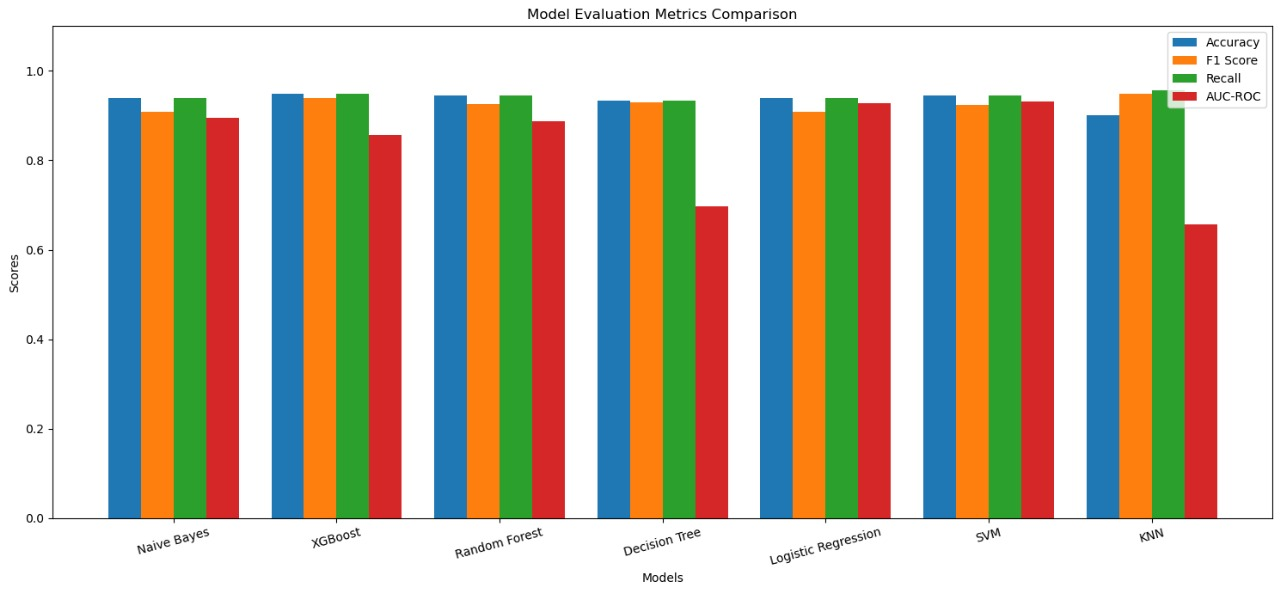 Model Evaluation Metrics Comparison
Accuracy
F1 Score
Recall
AUC-ROC
1.0
0.8
0.6
0.4
0.2
0.0
Scores
Naive Bayes
XGBoost
Random Forest
Decision Tree
Logistic Regression
SVM
KNN
Models